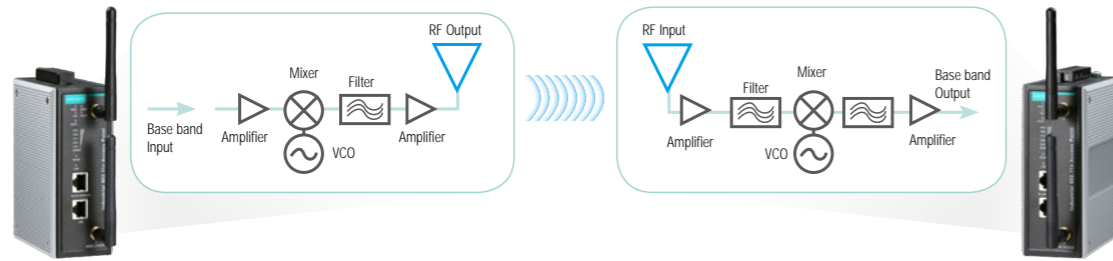 RF Output
Mixer
Filter
Base band
Input
Amplifier
VCO
Amplifier
RF Input
Filter
Mixer
Base band
Output
Amplifier
VCO
Amplifier